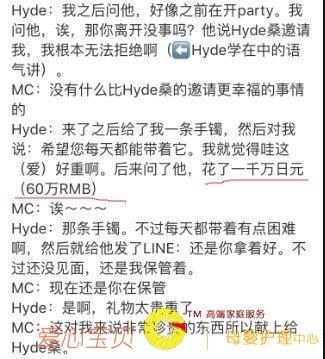 Hyde：我之后问他，好像之前在开party。我
问他，诶，那你离开没事吗？他说Hyde桑邀请
我，我根本无法拒绝啊（⬅️Hyde学在中的语
气讲）。
MC：没有什么比Hyde桑的邀请更幸福的事情
的
Hyde：来了之后给了我一条手镯，然后对我
说：希望您每天都能带着它。我就觉得哇这
（爱）好重啊。后来问了他，花了一千万日元
（60万RMB）
MC：诶～～～
Hyde：那条手镯。不过每天都带着有点困难
啊，然后就给他发了LINE：还是你拿着好。不
过还没见面，还是我保管着。
MC：现在还是你在保管
Hyde：是啊，礼物太贵重了
MC：这对我来说非常珍贵的东西所以献上给
Hyde桑。
爱心宝贝
TM 高端家庭服务
母婴护理中心